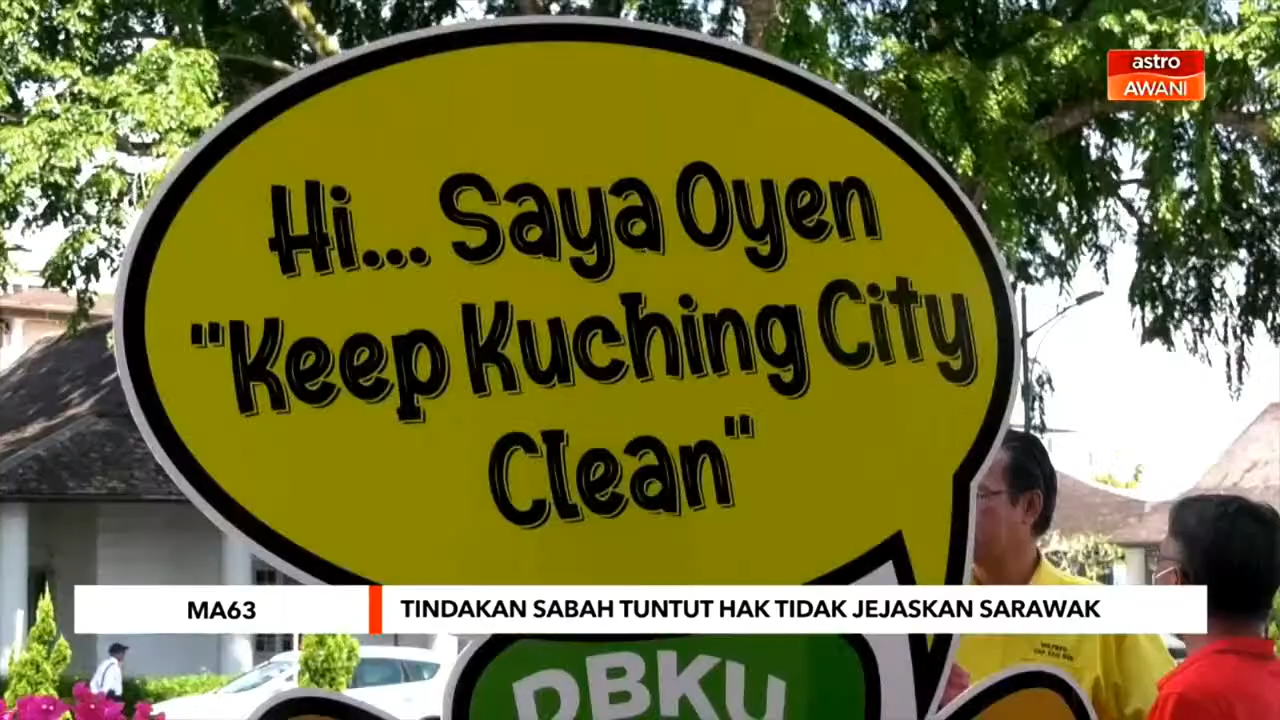 astro
AWANI
Hi... Saya Oyen
"Keep Kuching City
Clean"
MA63
TINDAKAN SABAH TUNTUT HAK TIDAK JEJASKAN SARAWAK
DBKU